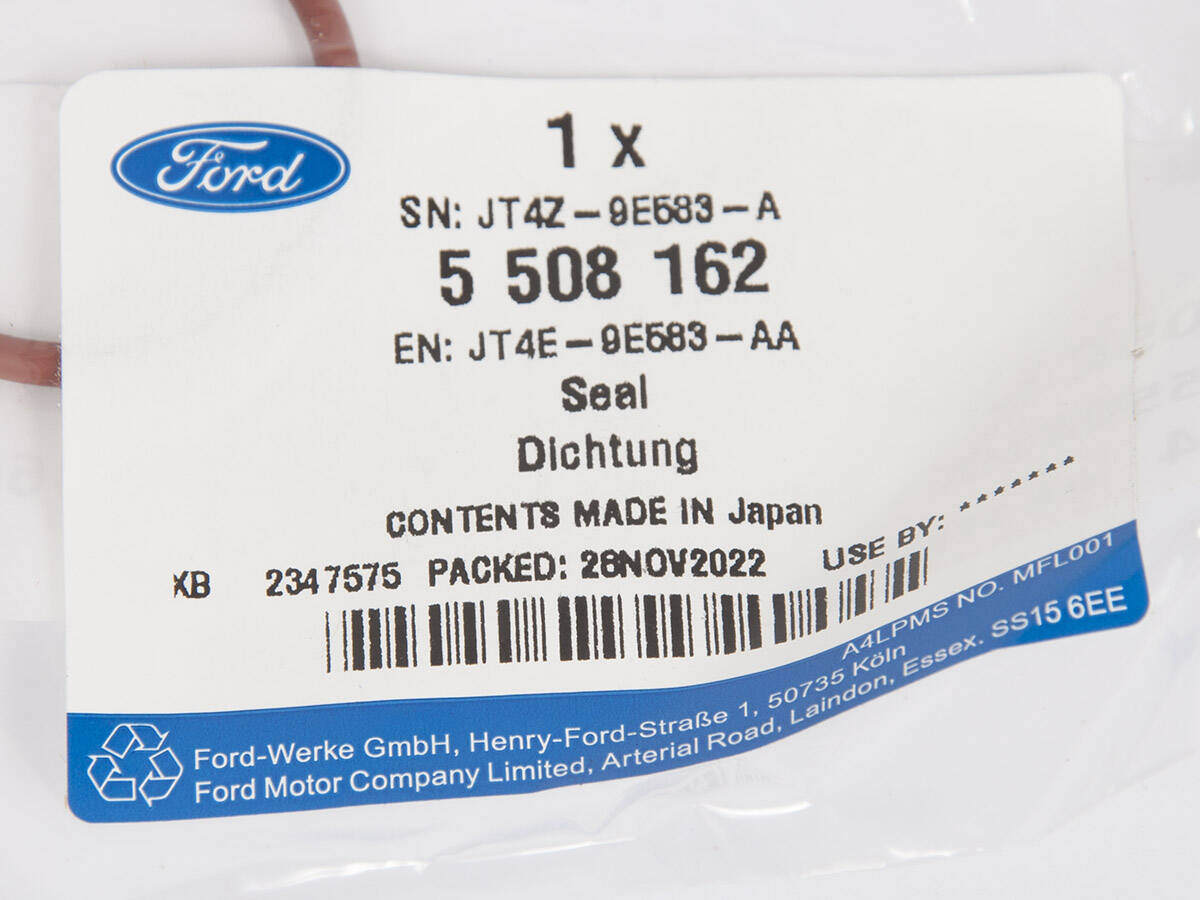 Ford
1 x
SN: JT4Z-9E583-A
5 508 162
EN: JT4E-9E583-AA
Seal
Dichtung
CONTENTS MADE IN Japan
XB 2347575 PACKED: 28NOV2022 USE BY: *******
A4LPMS NO. MFL001
Ford-Werke GmbH, Henry-Ford-Straße 1, 50735 Köln
Ford Motor Company Limited, Arterial Road, Laindon, Essex. SS15 6EE